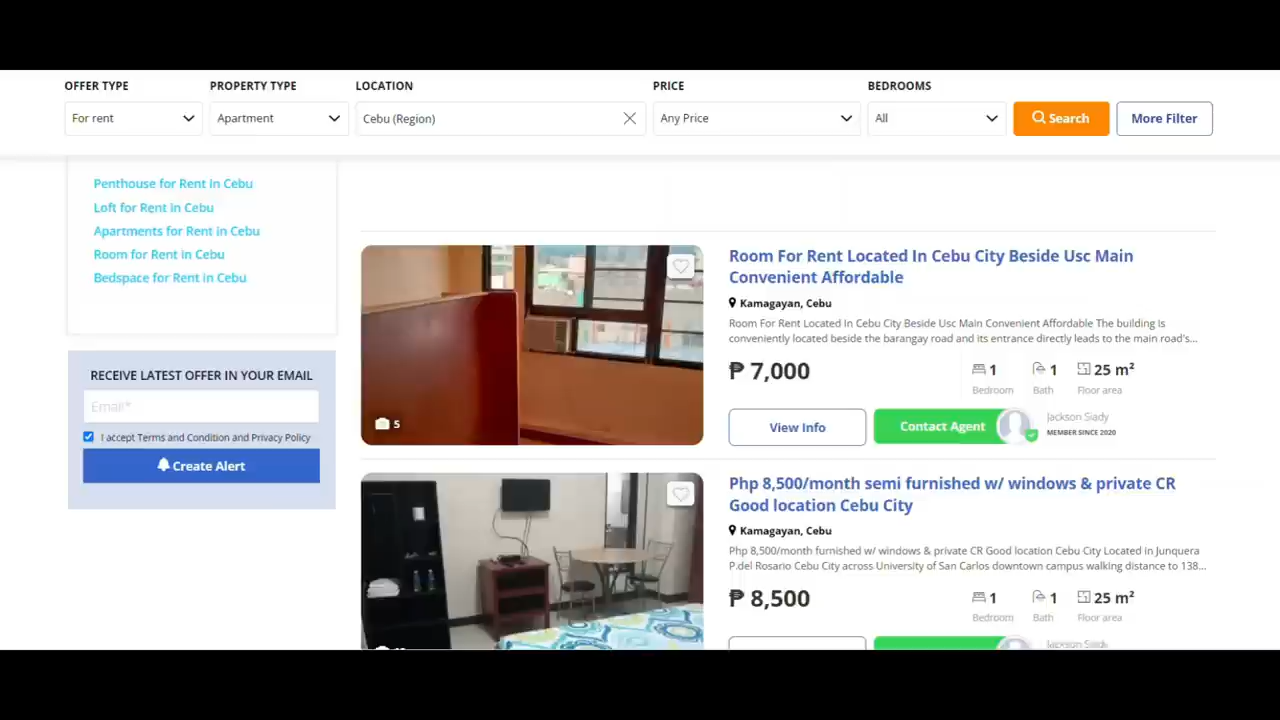 OFFER TYPE
PROPERTY TYPE
LOCATION
PRICE
BEDROOMS
For rent
Apartment
Cebu (Region)
Any Price
All
Search
More Filter
Penthouse for Rent in Cebu
Loft for Rent in Cebu
Apartments for Rent in Cebu
Room for Rent in Cebu
Bedspace for Rent in Cebu
RECEIVE LATEST OFFER IN YOUR EMAIL
Email*
I accept Terms and Condition and Privacy Policy
Create Alert
5
Room For Rent Located In Cebu City Beside Usc Main
Convenient Affordable
Kamagayan, Cebu
Room For Rent Located In Cebu City Beside Usc Main Convenient Affordable The building is
conveniently located beside the barangay road and its entrance directly leads to the main road's...
₱ 7,000
1
Bedroom
1
Bath
25 m²
Floor area
View Info
Contact Agent
Jackson Siady
MEMBER SINCE 2020
Php 8,500/month semi furnished w/ windows & private CR
Good location Cebu City
Kamagayan, Cebu
Php 8,500/month furnished w/ windows & private CR Good location Cebu City Located in Junquera
P.del Rosario Cebu City across University of San Carlos downtown campus walking distance to 138...
₱ 8,500
1
Bedroom
1
Bath
25 m²
Floor area
Jackson Siady